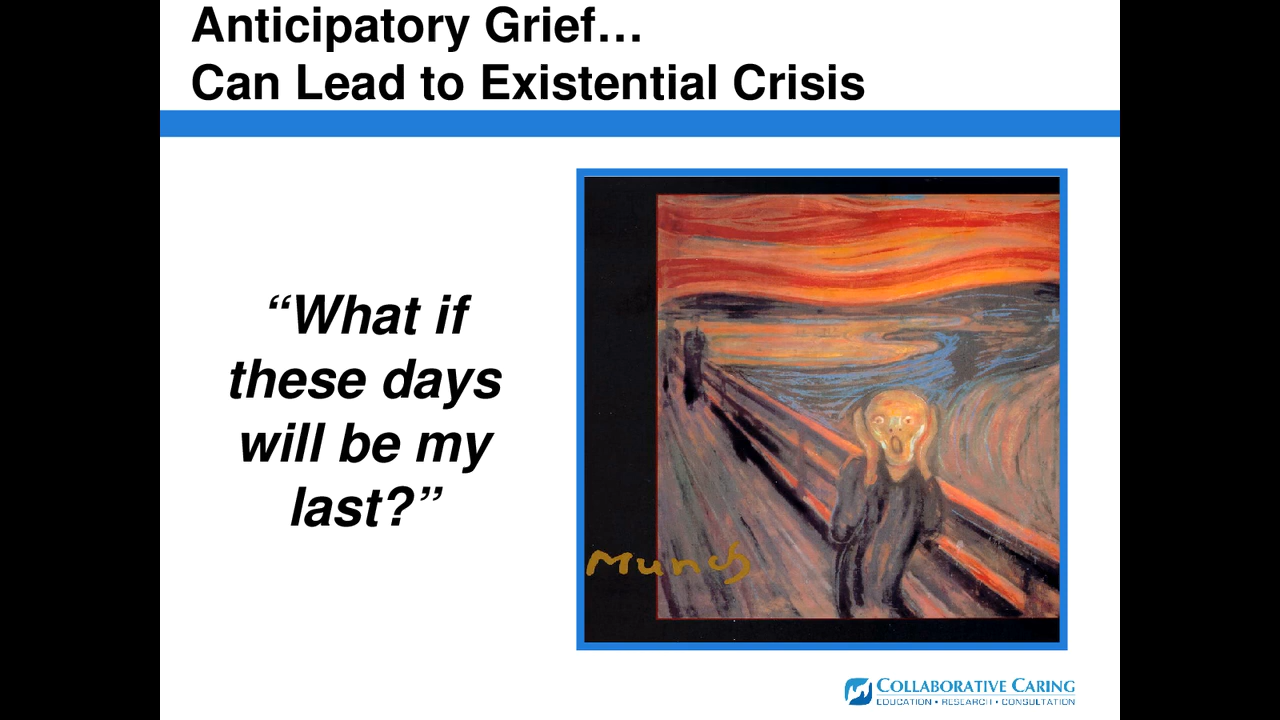 Anticipatory Grief…
Can Lead to Existential Crisis
“What if
these days
will be my
last?”
Munch
COLLABORATIVE CARING
EDUCATION • RESEARCH • CONSULTATION